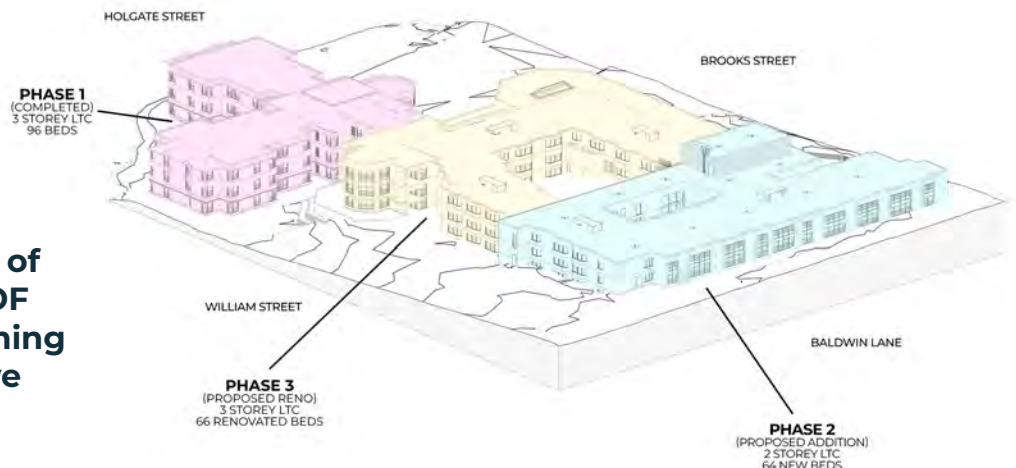 HOLGATE STREET
BROOKS STREET
PHASE 1
(COMPLETED)
3 STOREY LTC
96 BEDS
of
OF
ning
WILLIAM STREET
BALDWIN LANE
PHASE 3
(PROPOSED RENO)
3 STOREY LTC
66 RENOVATED BEDS
PHASE 2
(PROPOSED ADDITION)
2 STOREY LTC
64 NEW BEDS